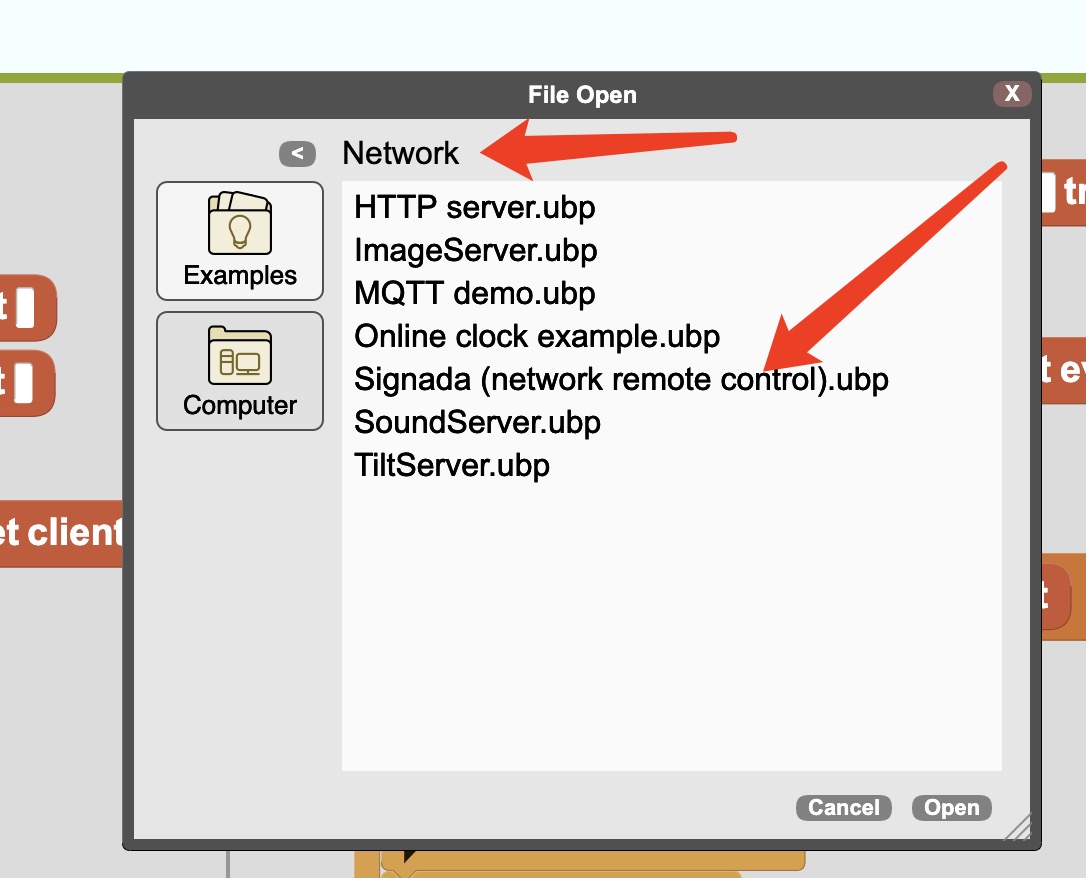 File Open
X
<
Network
Examples
Computer
HTTP server.ubp
ImageServer.ubp
MQTT demo.ubp
Online clock example.ubp
Signada (network remote control).ubp
SoundServer.ubp
TiltServer.ubp
Cancel
Open
t
t
et client
tr
t ev
t